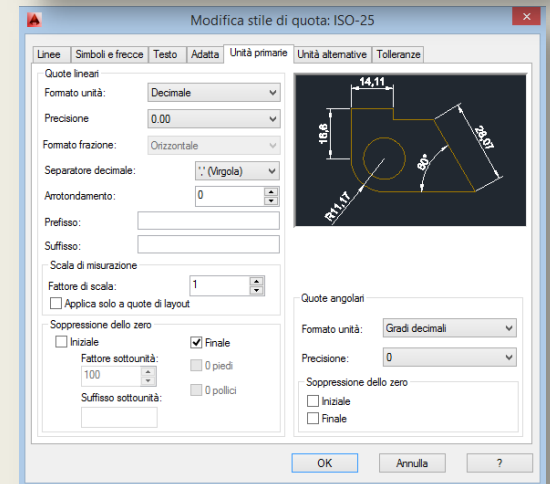 Modifica stile di quota: ISO-25
Linee Simboli e frecce Testo Adatta Unità primarie Unità alternative Tolleranze
Quote lineari
Formato unità: Decimale
Precisione 0.00
Formato frazione: Orizzontale
Separatore decimale: ',' (Virgola)
Arrotondamento: 0
Prefisso:
Suffisso:
Scala di misurazione
Fattore di scala: 1
Applica solo a quote di layout
Soppressione dello zero
Iniziale Finale
Fattore sottounità: 0 piedi
100
0 pollici
Suffisso sottounità:
14,11
16,6
28,07
60°
R11,17
Quote angolari
Formato unità: Gradi decimali
Precisione: 0
Soppressione dello zero
Iniziale
Finale
OK Annulla ?